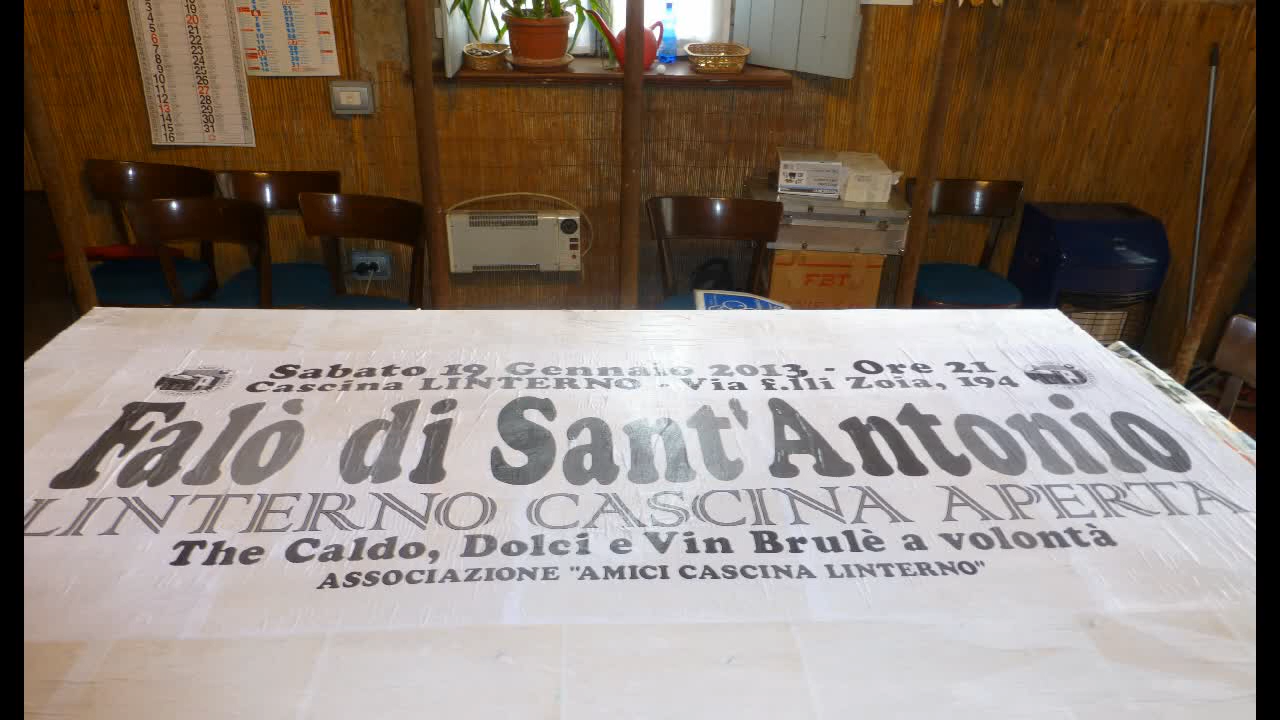 Sabato 19 Gennaio 2013 - Ore 21
Cascina LINTERNO - Via f.lli Zoia, 194
Falò di Sant'Antonio
LINTERNO CASCINA APERTA
The Caldo, Dolci e Vin Brulè a volontà
ASSOCIAZIONE "AMICI CASCINA LINTERNO"
FBT